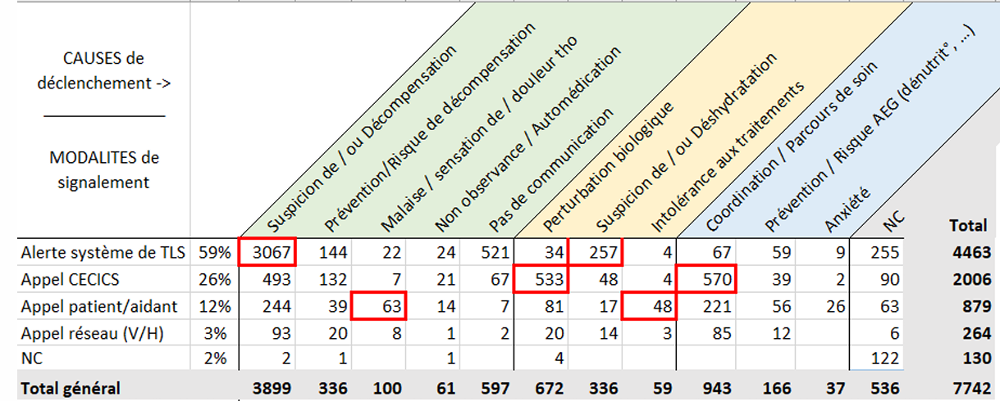 CAUSES de
déclenchement ->
MODALITES de
signalement
Suspicion de / ou Décompensation
Prévention/Risque de décompensation
Malaise / sensation de / douleur tho
Non observance / Automédication
Pas de communication
Perturbation biologique
Suspicion de / ou Déshydratation
Intolérance aux traitements
Coordination / Parcours de soin
Prévention / Risque AEG (dénutrit°, ...)
Anxiété
NC
Total
Alerte système de TLS 59% 3067 144 22 24 521 34 257 4 67 59 9 255 4463
Appel CECICS 26% 493 132 7 21 67 533 48 4 570 39 2 90 2006
Appel patient/aidant 12% 244 39 63 14 7 81 17 48 221 56 26 63 879
Appel réseau (V/H) 3% 93 20 8 1 2 20 14 3 85 12 6 264
NC 2% 2 1 1 4 122 130
Total général 3899 336 100 61 597 672 336 59 943 166 37 536 7742